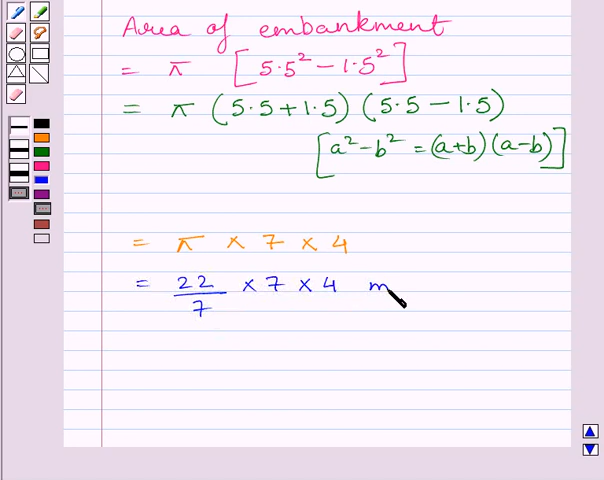 Area of embankment
= π [5.5² − 1.5²]
= π (5.5 + 1.5) (5.5 − 1.5)
[a² − b² = (a+b) (a−b)]
= π × 7 × 4
= 22/7 × 7 × 4 m